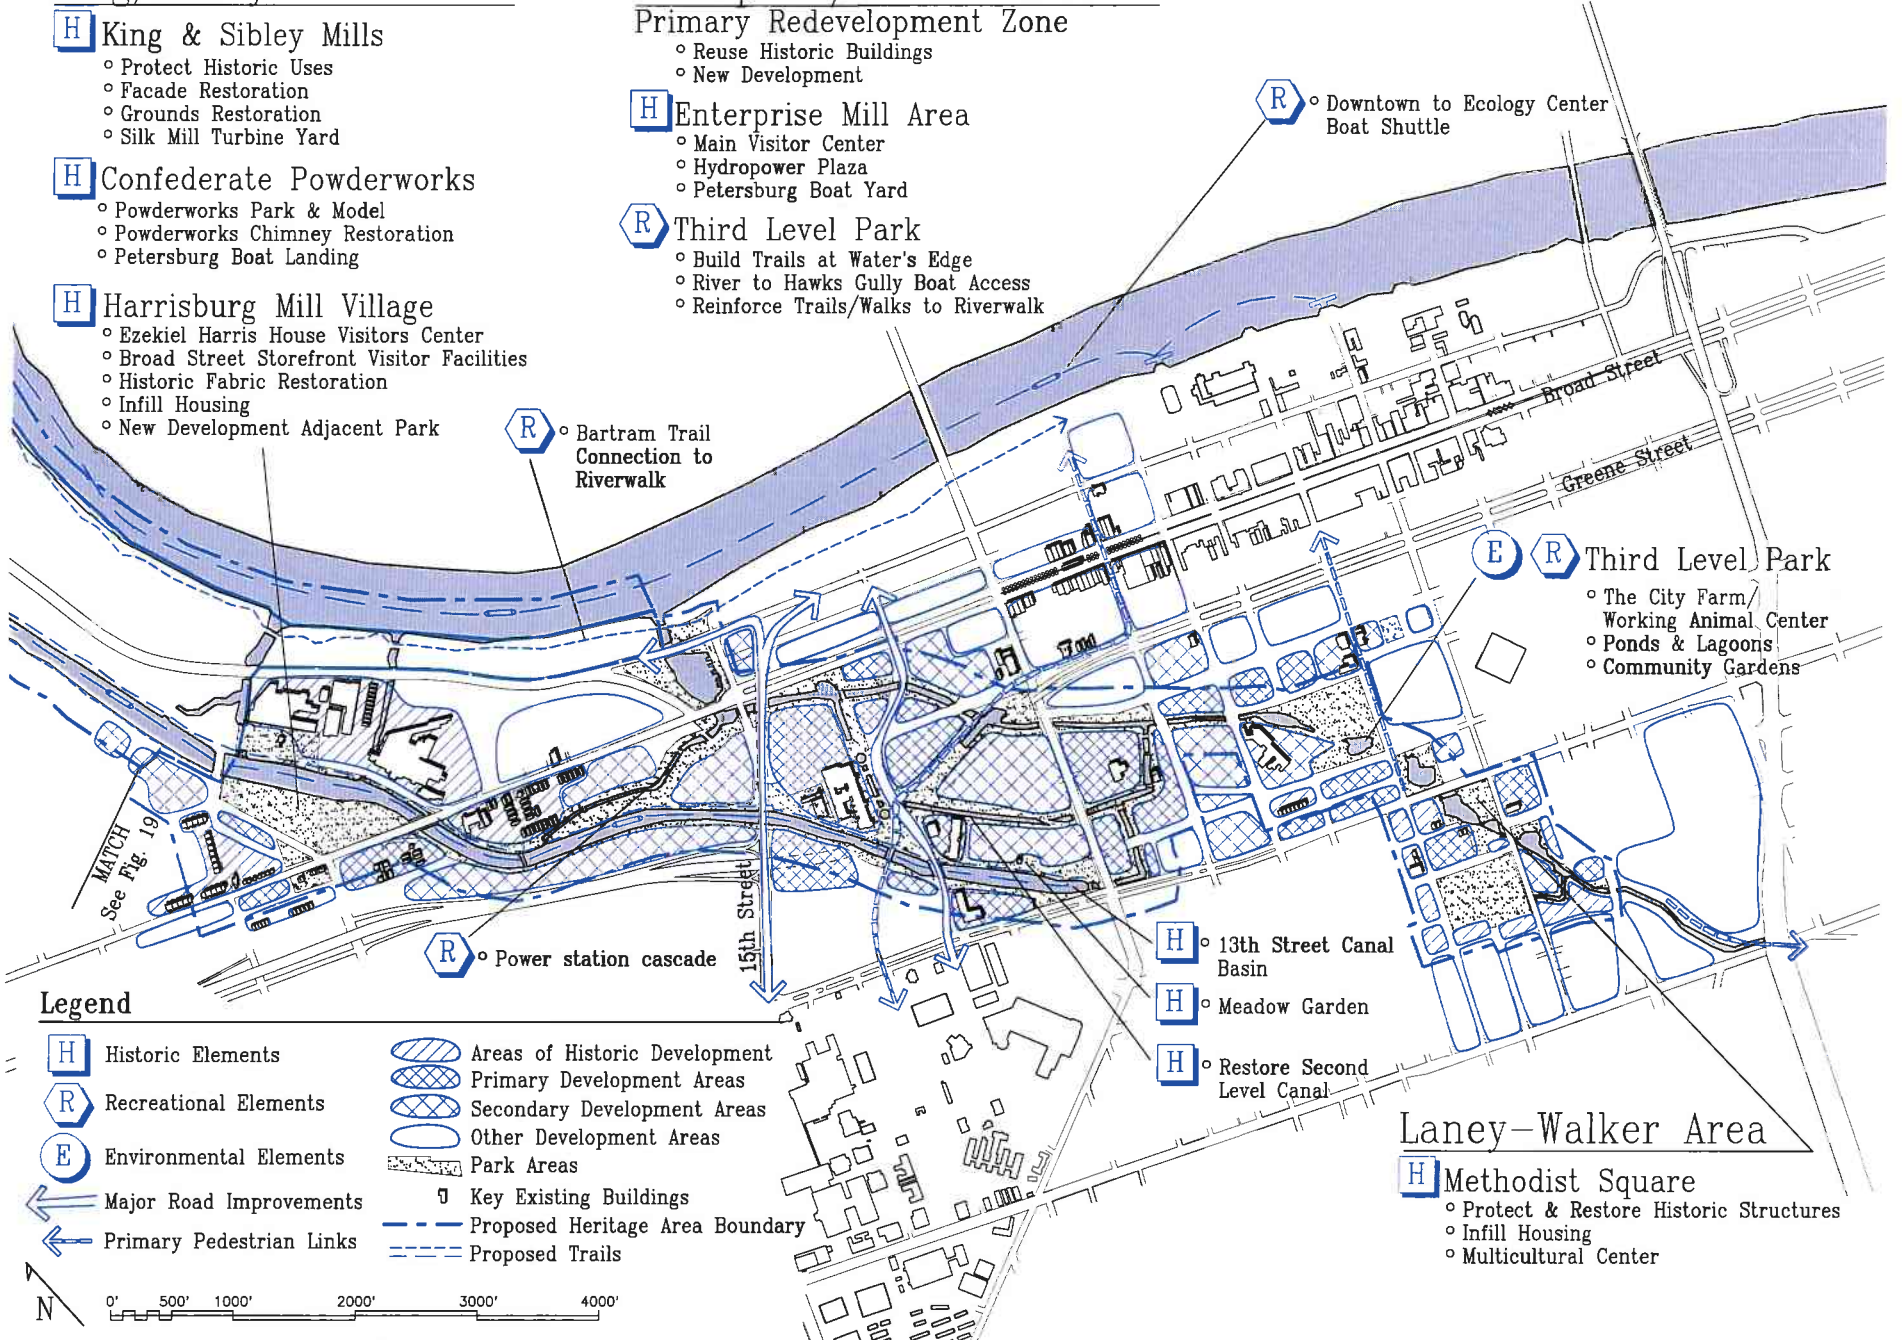 H King & Sibley Mills
° Protect Historic Uses
° Facade Restoration
° Grounds Restoration
° Silk Mill Turbine Yard
H Confederate Powderworks
° Powderworks Park & Model
° Powderworks Chimney Restoration
° Petersburg Boat Landing
H Harrisburg Mill Village
° Ezekiel Harris House Visitors Center
° Broad Street Storefront Visitor Facilities
° Historic Fabric Restoration
° Infill Housing
° New Development Adjacent Park
Primary Redevelopment Zone
° Reuse Historic Buildings
° New Development
H Enterprise Mill Area
° Main Visitor Center
° Hydropower Plaza
° Petersburg Boat Yard
R Third Level Park
° Build Trails at Water's Edge
° River to Hawks Gully Boat Access
° Reinforce Trails/Walks to Riverwalk
R ° Downtown to Ecology Center
Boat Shuttle
R ° Bartram Trail
Connection to
Riverwalk
Broad Street
Greene Street
E R Third Level Park
° The City Farm/
Working Animal Center
° Ponds & Lagoons
° Community Gardens
MATCH
See Fig. 19
15th Street
R ° Power station cascade
H ° 13th Street Canal
Basin
H ° Meadow Garden
H ° Restore Second
Level Canal
Laney-Walker Area
H Methodist Square
° Protect & Restore Historic Structures
° Infill Housing
° Multicultural Center
Legend
H Historic Elements
R Recreational Elements
E Environmental Elements
Major Road Improvements
Primary Pedestrian Links
Areas of Historic Development
Primary Development Areas
Secondary Development Areas
Other Development Areas
Park Areas
Key Existing Buildings
Proposed Heritage Area Boundary
Proposed Trails
N
0' 500' 1000' 2000' 3000' 4000'